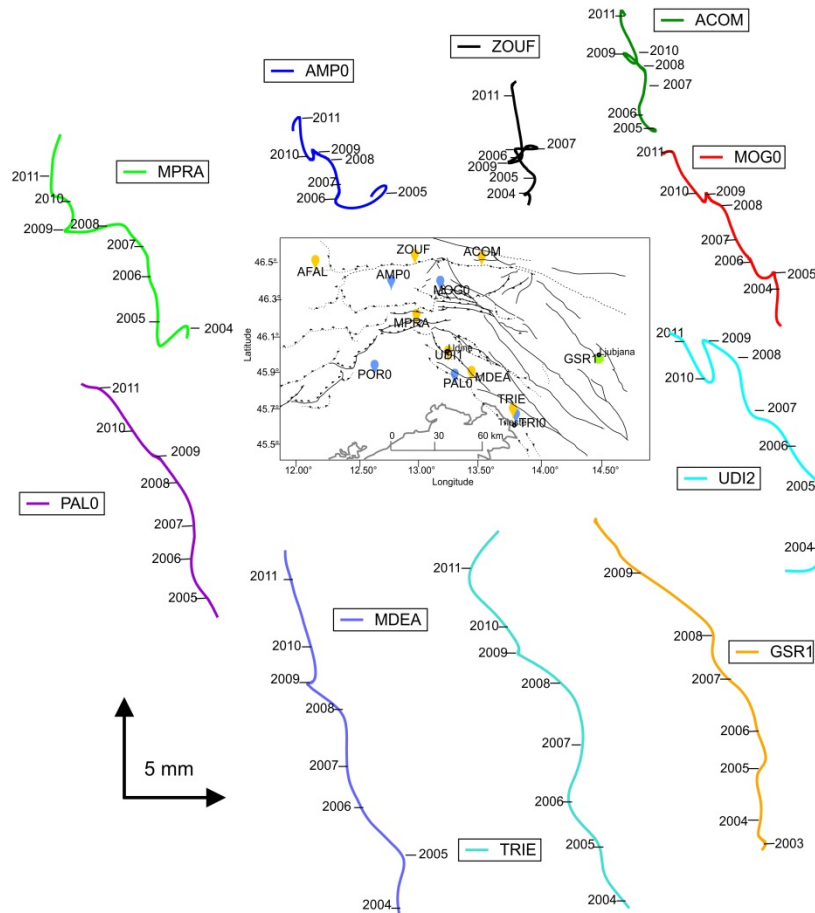 ACOM
2011
2009
2010
2008
2007
2006
2005
ZOUF
2011
2007
2006
2009
2005
2004
AMP0
2011
2009
2010
2008
2007
2005
2006
MPRA
2011
2010
2009
2008
2007
2006
2005
2004
MOG0
2011
2010
2009
2008
2007
2006
2005
2004
46.5°
46.3°
46.1°
45.9°
45.7°
45.5°
Latitude
AFAL
ZOUF
ACOM
AMP0
MOG0
MPRA
Udine
UDI1
Ljubjana
GSR1
POR0
PAL0
MDEA
TRIE
TRI0
0 30 60 km
12.00° 12.50° 13.00° 13.50° 14.00° 14.50°
Longitude
UDI2
2011
2009
2010
2008
2007
2006
2005
2004
PAL0
2011
2010
2009
2008
2007
2006
2005
MDEA
2011
2010
2009
2008
2007
2006
2005
2004
TRIE
2011
2010
2009
2008
2007
2006
2005
2004
GSR1
2009
2008
2007
2006
2005
2004
2003
5 mm